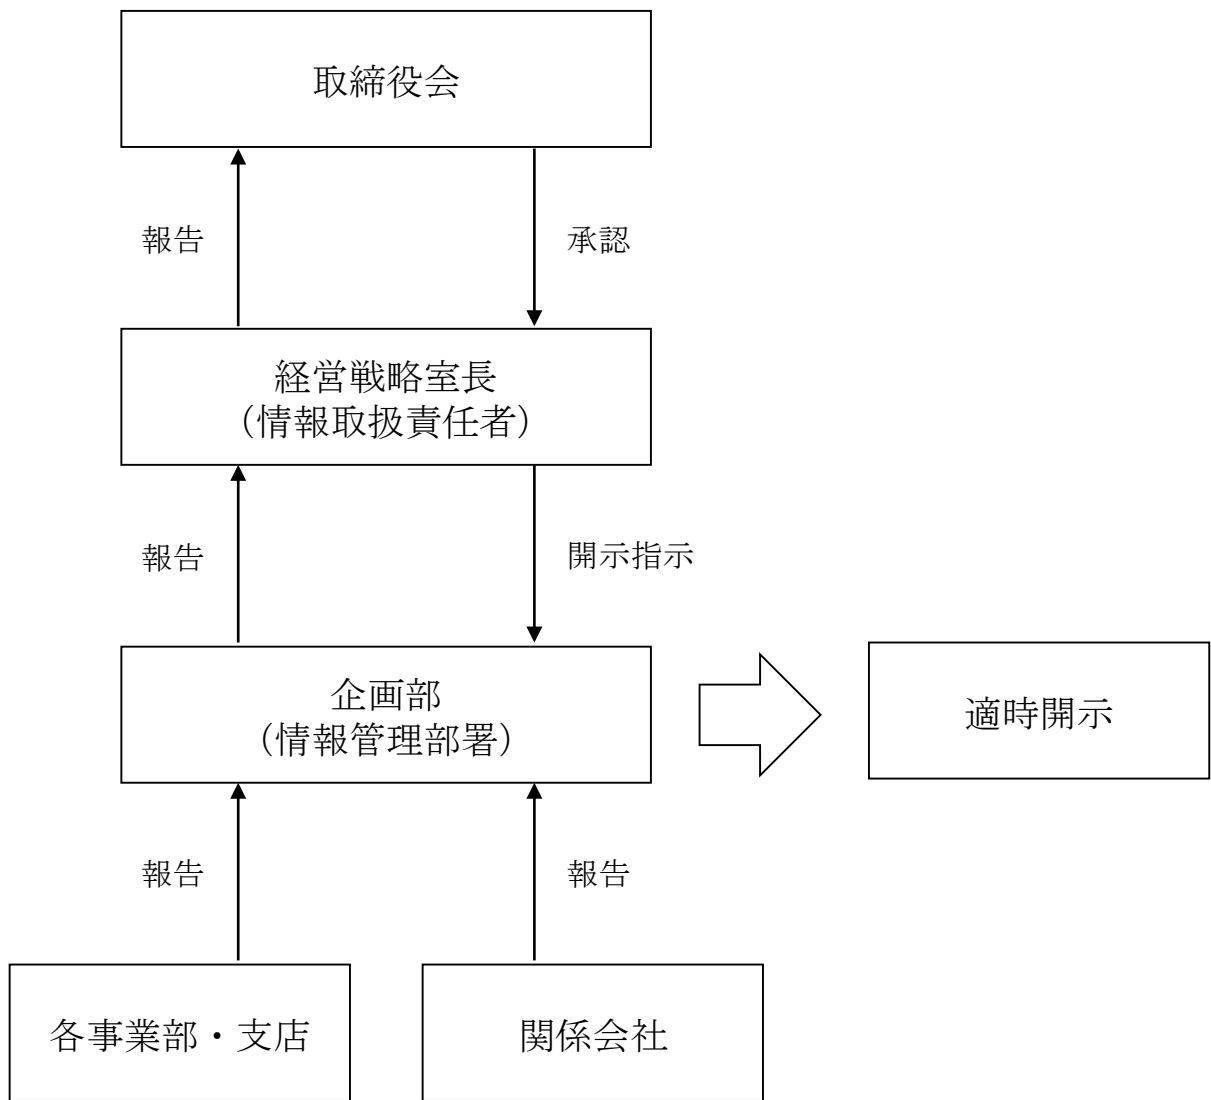 取締役会
報告
承認
経営戦略室長
（情報取扱責任者）
報告
開示指示
企画部
（情報管理部署）
適時開示
報告
報告
各事業部・支店
関係会社